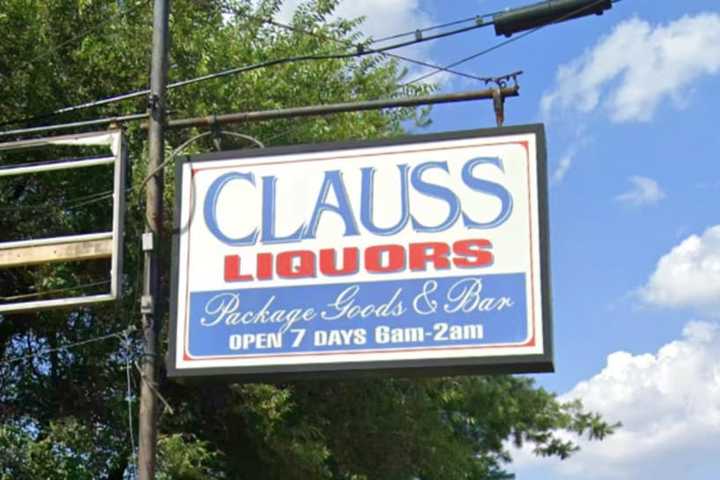 CLAUSS
LIQUORS
Package Goods & Bar
OPEN 7 DAYS 6am-2am